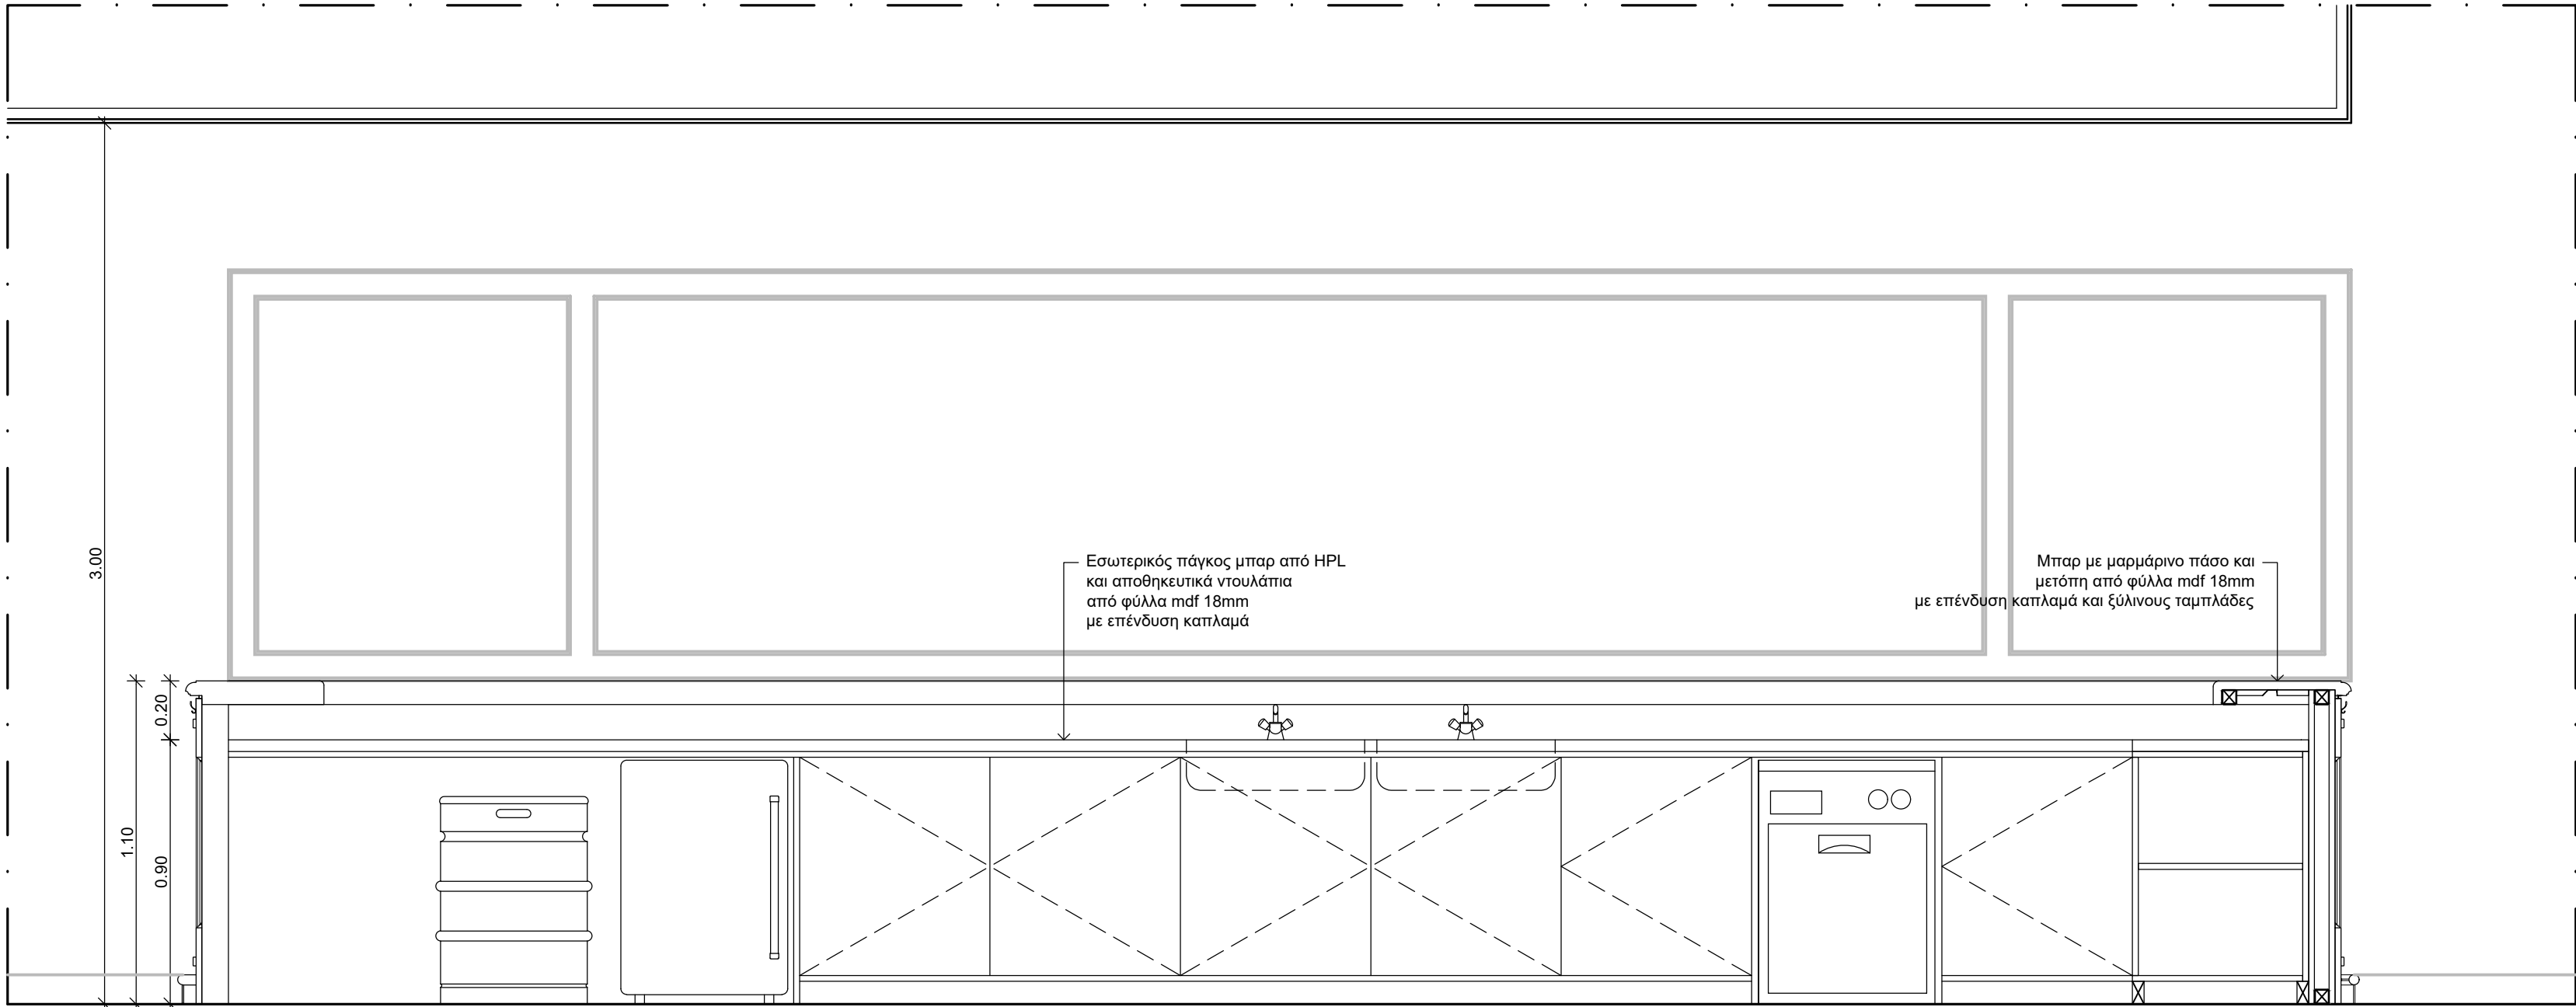 3.00
Εσωτερικός πάγκος μπαρ από HPL
και αποθηκευτικά ντουλάπια
από φύλλα mdf 18mm
με επένδυση καπλαμά
Μπαρ με μαρμάρινο πάσο και
μετόπη από φύλλα mdf 18mm
με επένδυση καπλαμά και ξύλινους ταμπλάδες
0.20
1.10
0.90